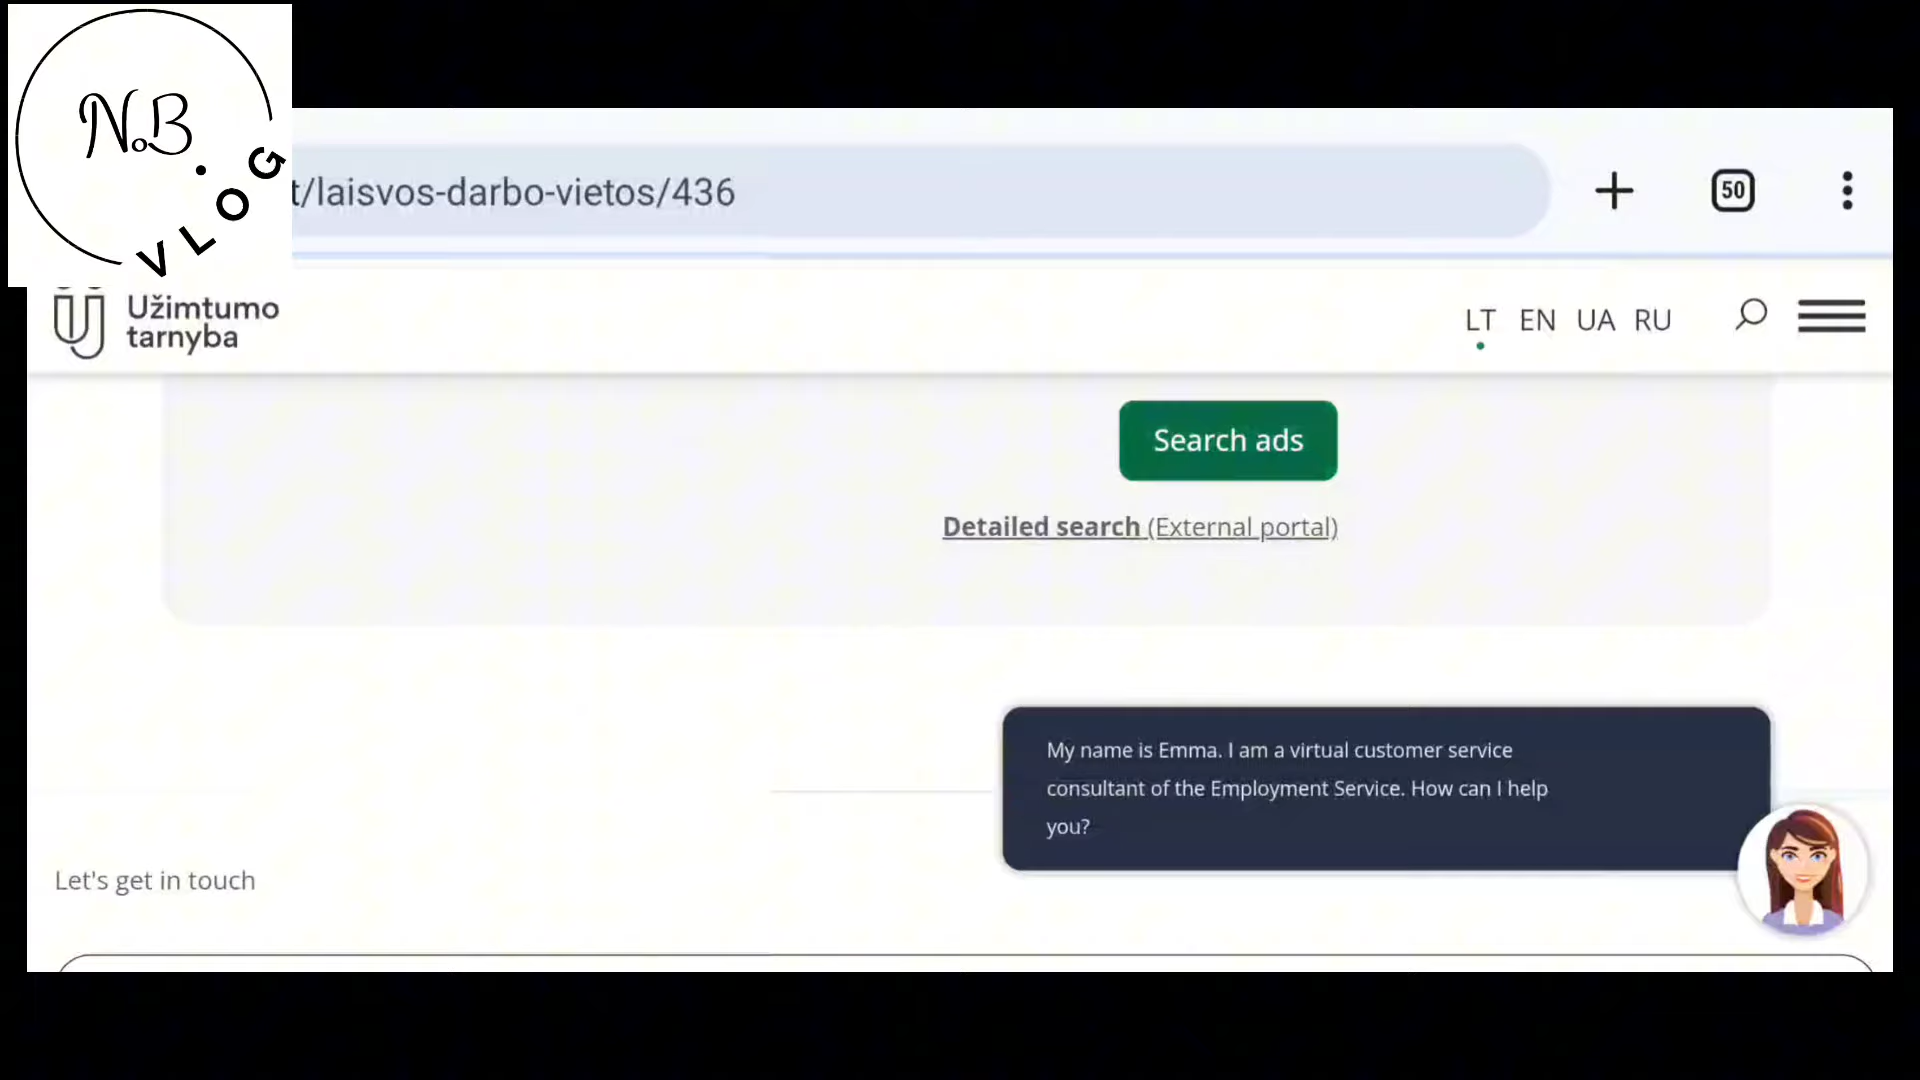 N.B.
VLOG
t/laisvos-darbo-vietos/436
50
Užimtumo
tarnyba
LT EN UA RU
Search ads
Detailed search (External portal)
My name is Emma. I am a virtual customer service
consultant of the Employment Service. How can I help
you?
Let's get in touch